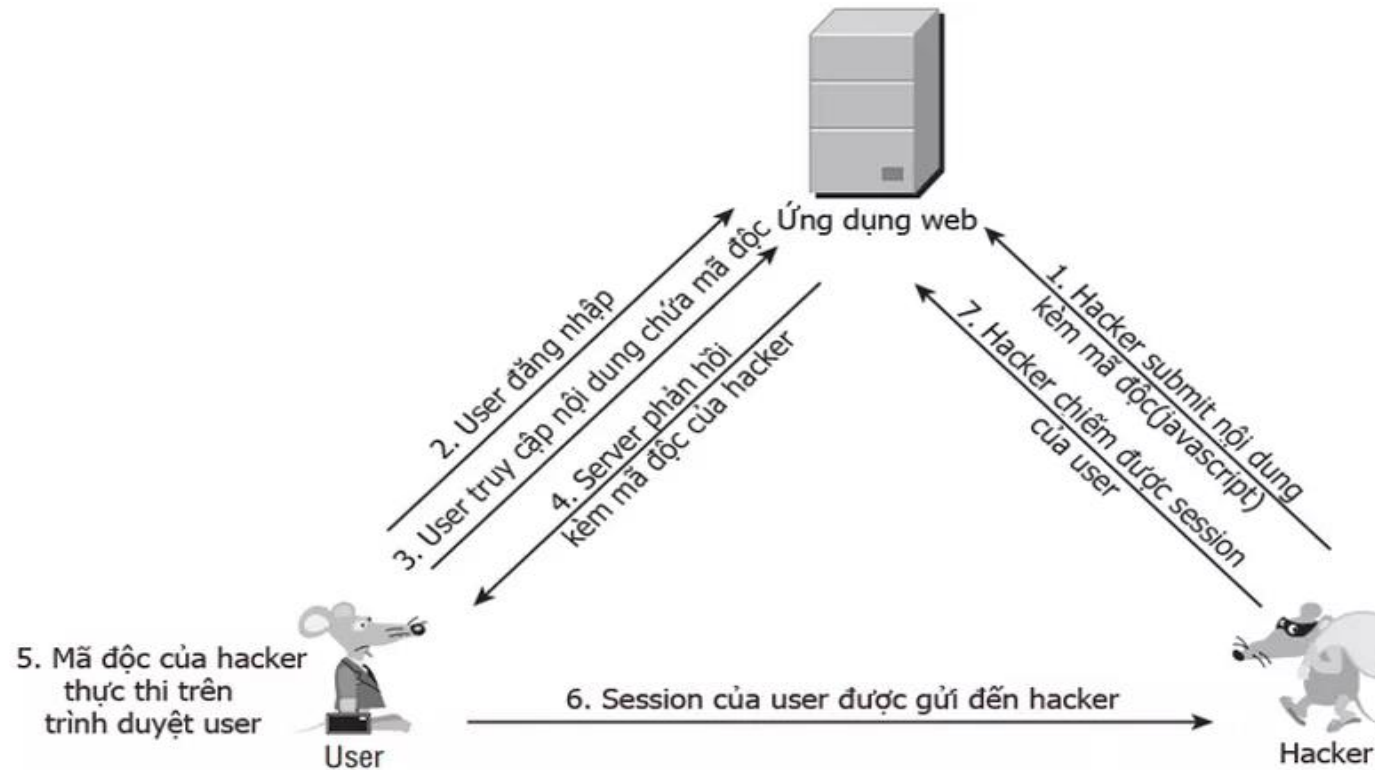 Ứng dụng web
1. Hacker submit nội dung
kèm mã độc(javascript)
2. User đăng nhập
3. User truy cập nội dung chứa mã độc
4. Server phản hồi
kèm mã độc của hacker
5. Mã độc của hacker
thực thi trên
trình duyệt user
6. Session của user được gửi đến hacker
7. Hacker chiếm được session
của user
User
Hacker